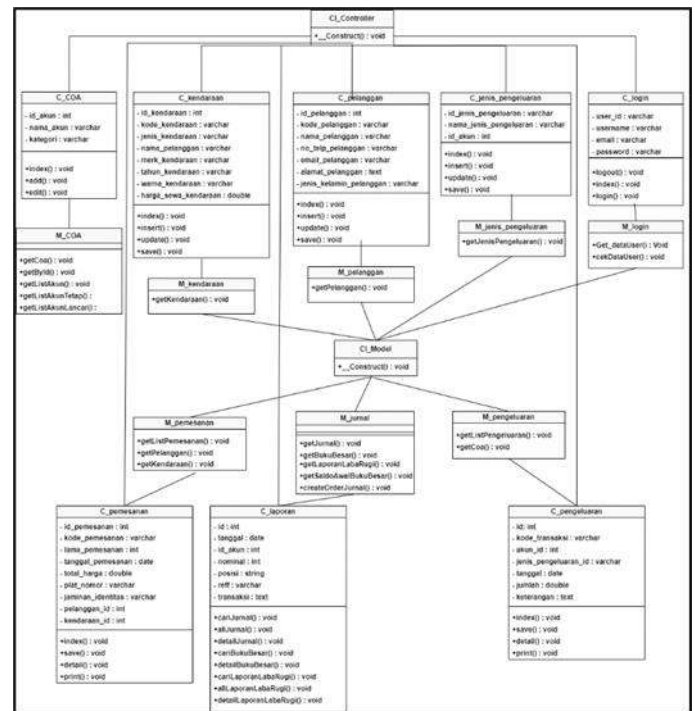 CI_Controller
+__Construct() : void
C_COA
- id_akun : int
- nama_akun : varchar
- kategori : varchar
+index() : void
+add() : void
+edit() : void
C_kendaraan
- id_kendaraan : int
- kode_kendaraan : varchar
- jenis_kendaraan : varchar
- nama_pelanggan : varchar
- merk_kendaraan : varchar
- tahun_kendaraan : varchar
- warna_kendaraan : varchar
- harga_sewa_kendaraan : double
+index() : void
+insert() : void
+update() : void
+save() : void
C_pelanggan
- id_pelanggan : int
- kode_pelanggan : varchar
- nama_pelanggan : varchar
- no_telp_pelanggan : varchar
- email_pelanggan : varchar
- alamat_pelanggan : text
- jenis_kelamin_pelanggan : varchar
+index() : void
+insert() : void
+update() : void
+save() : void
C_jenis_pengeluaran
- id_jenis_pengeluaran : varchar
- nama_jenis_pengeluaran : varchar
- id_akun : int
+index() : void
+insert() : void
+update() : void
+save() : void
C_login
- user_id : varchar
- username : varchar
- email : varchar
- password : varchar
+logout() : void
+index() : void
+login() : void
M_COA
+getCoa() : void
+getById : void
+getListAkun() : void
+getListAkunTetap() :
+getListAkunLancar() :
M_kendaraan
+getKendaraan() : void
M_pelanggan
+getPelanggan() : void
M_jenis_pengeluaran
+getJenisPengeluaran() : void
M_login
+Get_dataUser() : Void
+cekDataUser() : void
CI_Model
+__Construct() : void
M_pemesanan
+getListPemesanan() : void
+getPelanggan() : void
+getKendaraan() : void
M_jurnal
+getJurnal() : void
+getBukuBesar() : void
+getLaporanLabaRugi() : void
+getSaldoAwalBukuBesar() : void
+createOrderJurnal() : void
M_pengeluaran
+getListPengeluaran() : void
+getCoa() : void
C_pemesanan
- id_pemesanan : int
- kode_pemesanan : varchar
- lama_pemesanan : int
- tanggal_pemesanan : date
- total_harga : double
- plat_nomor : varchar
- jaminan_identitas : varchar
- pelanggan_id : int
- kendaraan_id : int
+index() : void
+save() : void
+detail() : void
+print() : void
C_laporan
- id : int
- tanggal : date
- id_akun : int
- nominal : int
- posisi : string
- reff : varchar
- transaksi : text
+cariJurnal() : void
+allJurnal() : void
+detailJurnal() : void
+cariBukuBesar() : void
+detailBukuBesar() : void
+cariLaporanLabaRugi() : void
+allLaporanLabaRugi() : void
+detailLaporanLabaRugi() : void
C_pengeluaran
- id: int
- kode_transaksi : varchar
- akun_id : int
- jenis_pengeluaran_id : varchar
- tanggal : date
- jumlah : double
- keterangan : text
+index() : void
+save() : void
+detail() : void
+print() : void